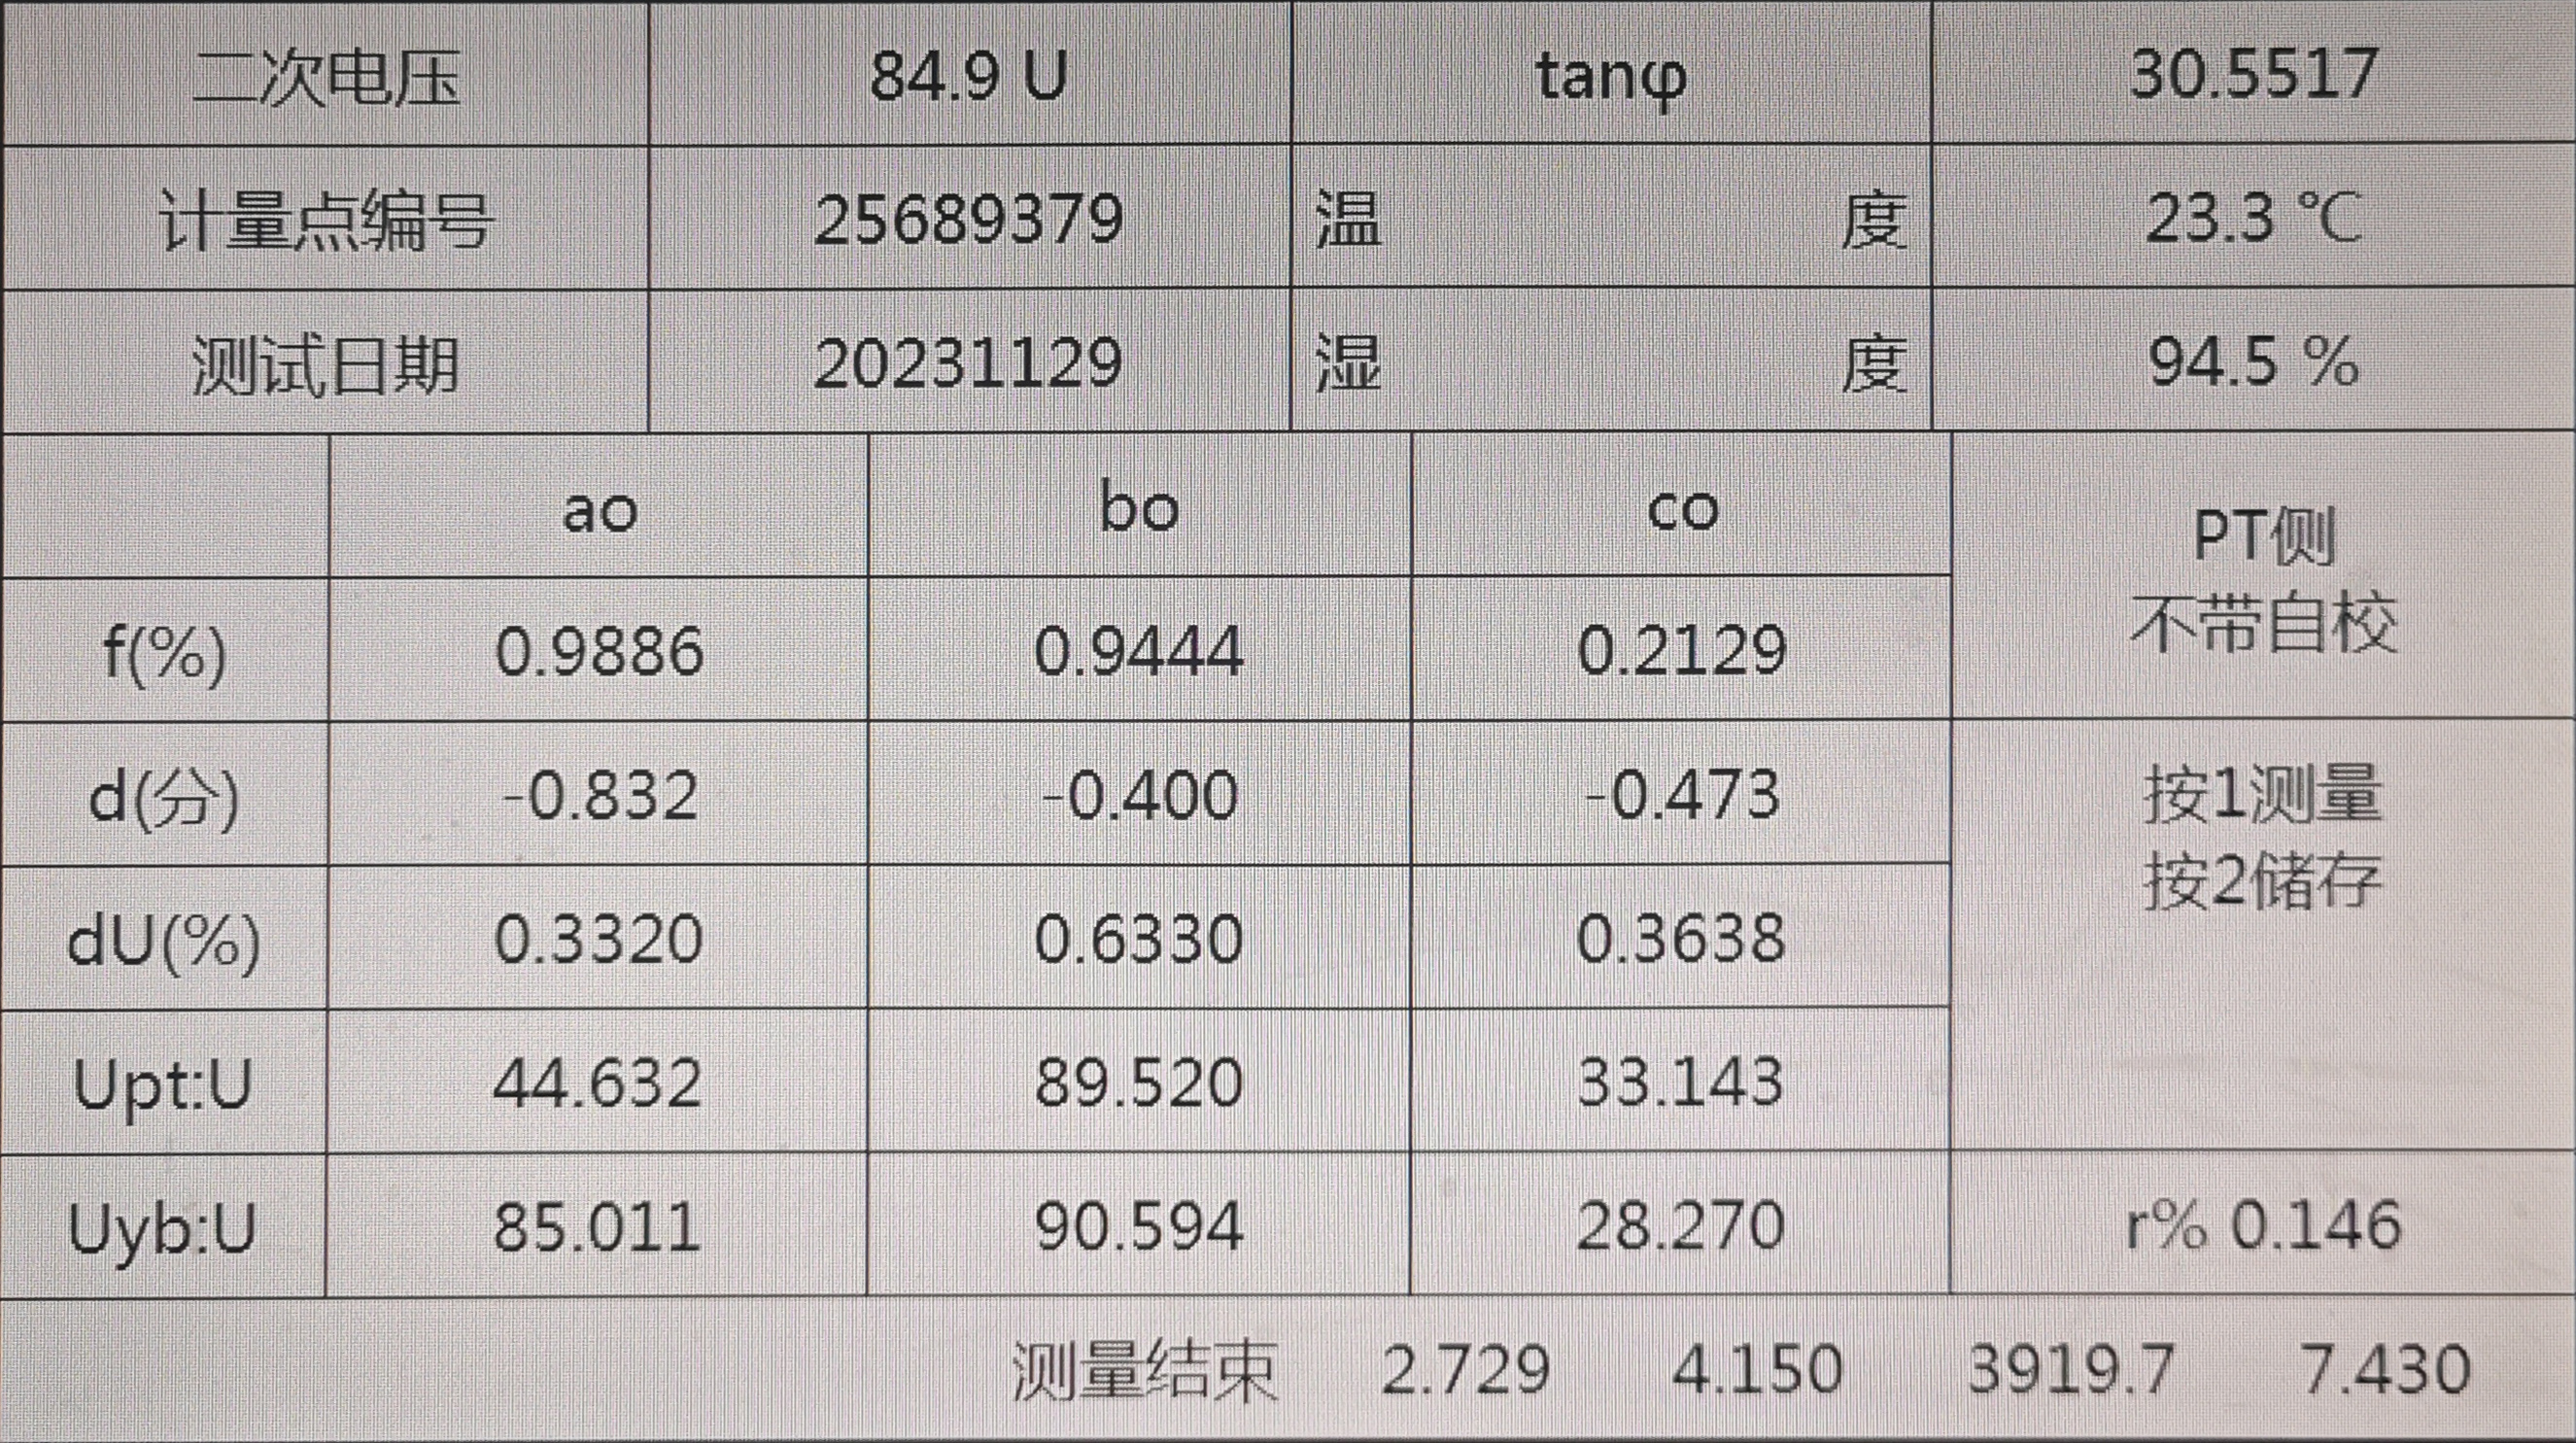 二次电压 84.9 U tanφ 30.5517
计量点编号 25689379 温 度 23.3 ℃
测试日期 20231129 湿 度 94.5 %
ao bo co PT侧
不带自校
f(%) 0.9886 0.9444 0.2129
d(分) -0.832 -0.400 -0.473 按1测量
按2储存
dU(%) 0.3320 0.6330 0.3638
Upt:U 44.632 89.520 33.143
Uyb:U 85.011 90.594 28.270 r% 0.146
测量结束 2.729 4.150 3919.7 7.430